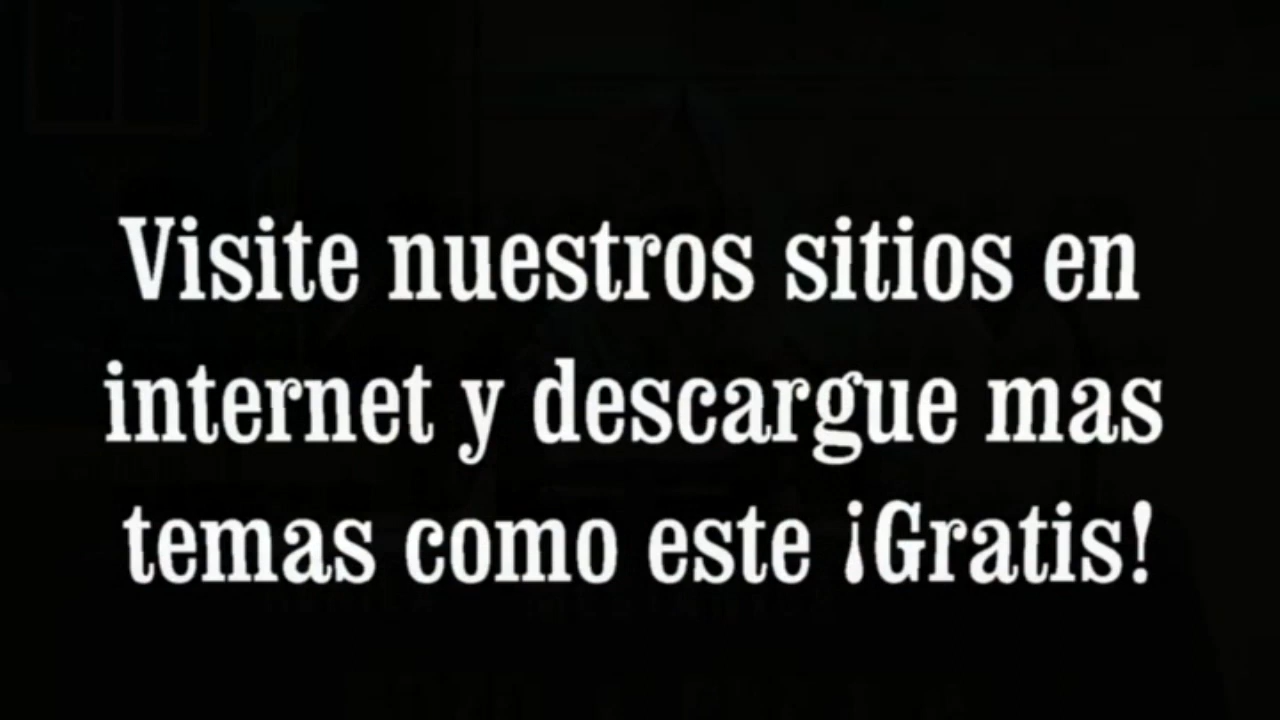 Visite nuestros sitios en
internet y descargue mas
temas como este ¡Gratis!